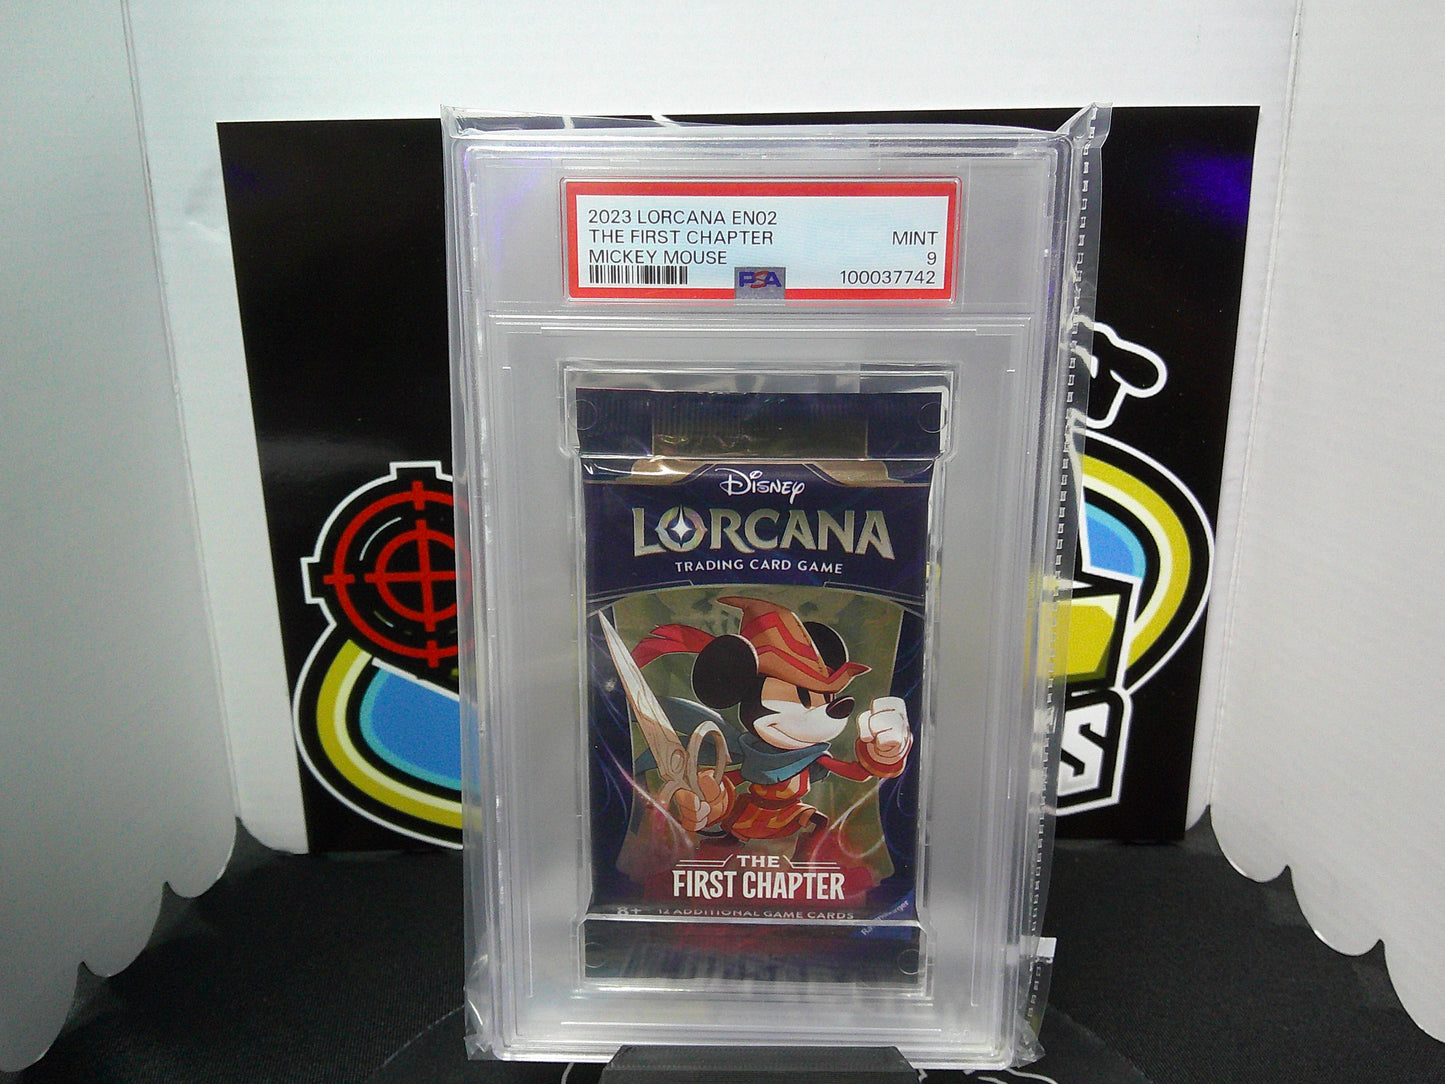 2023 LORCANA EN02
THE FIRST CHAPTER MINT
MICKEY MOUSE 9
PSA 100037742
Disney
LORCANA
TRADING CARD GAME
THE
FIRST CHAPTER
8+ 12 ADDITIONAL GAME CARDS
Ravensburger